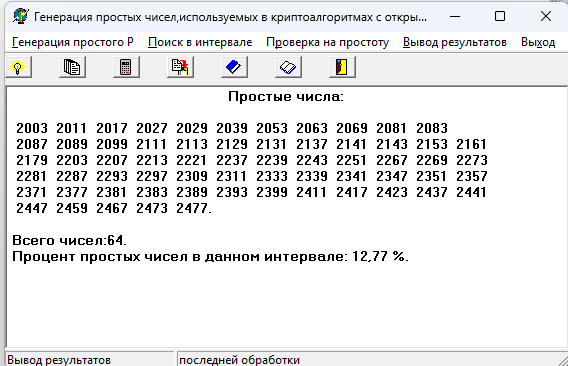 Генерация простых чисел,используемых в криптоалгоритмах с откры...
Генерация простого P Поиск в интервале Проверка на простоту Вывод результатов Выход
Простые числа:
2003 2011 2017 2027 2029 2039 2053 2063 2069 2081 2083
2087 2089 2099 2111 2113 2129 2131 2137 2141 2143 2153 2161
2179 2203 2207 2213 2221 2237 2239 2243 2251 2267 2269 2273
2281 2287 2293 2297 2309 2311 2333 2339 2341 2347 2351 2357
2371 2377 2381 2383 2389 2393 2399 2411 2417 2423 2437 2441
2447 2459 2467 2473 2477.
Всего чисел:64.
Процент простых чисел в данном интервале: 12,77 %.
Вывод результатов последней обработки